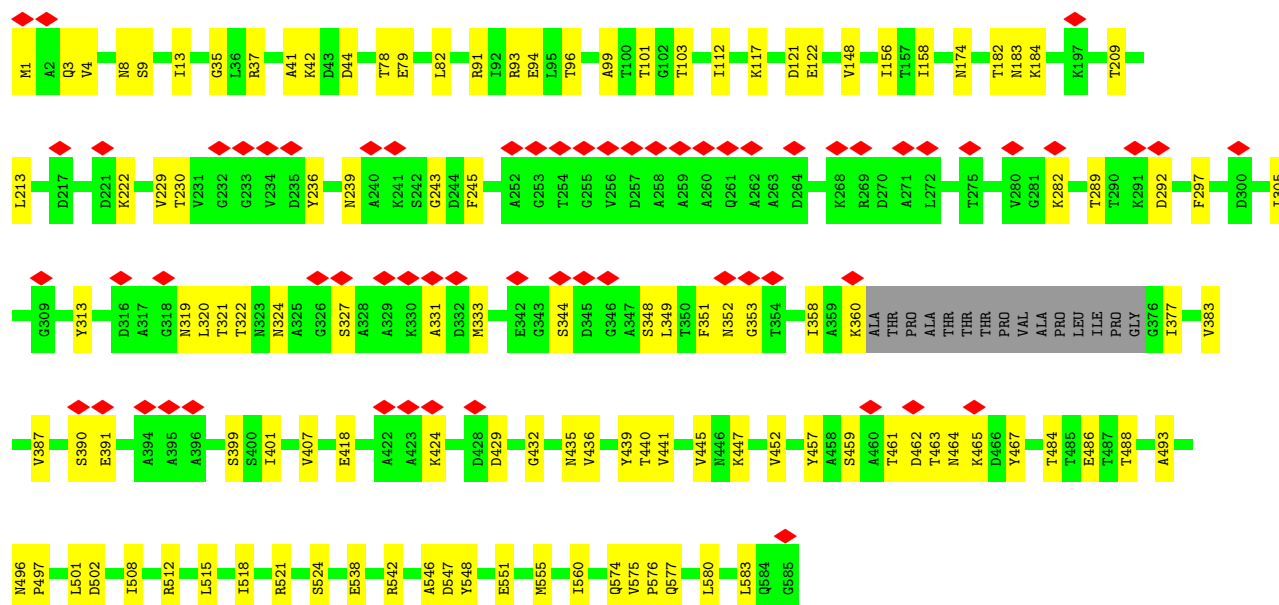 M1 A2 Q3 V4 N8 S9 I13 G35 L36 R37 A41 K42 D43 D44 T78 E79 L82 R91 I92 R93 E94 L95 T96 A99 T100 T101 G102 T103 I112 K117 D121 E122 V148 I156 T157 I158 N174 T182 N183 K184 K197 T209
L213 D217 D221 K222 V229 T230 V231 G232 G233 V234 D235 Y236 N239 A240 K241 S242 G243 D244 F245 A252 G253 T254 G255 V256 D257 A258 A259 A260 Q261 A262 A263 D264 K268 R269 D270 A271 L272 T275 V280 G281 K282 T289 T290 K291 D292 F297 D300 I305
G309 Y313 D316 A317 G318 N319 L320 T321 T322 N323 N324 A325 G326 S327 A328 A329 K330 A331 D332 M333 E342 G343 S344 D345 G346 A347 S348 L349 T350 F351 N352 G353 T354 I358 A359 K360 ALA THR PRO ALA THR THR THR PRO VAL ALA PRO LEU ILE PRO GLY G376 I377 V383
V387 S390 E391 A394 A395 A396 S399 S400 I401 V407 E418 A422 A423 K424 D428 D429 G432 N435 V436 Y439 T440 V441 V445 N446 K447 V452 Y457 A458 S459 A460 T461 D462 T463 N464 K465 D466 Y467 T484 T485 E486 T487 T488 A493
N496 P497 L501 D502 I508 R512 L515 I518 R521 S524 E538 R542 A546 D547 Y548 E551 M555 I560 Q574 V575 P576 Q577 L580 L583 Q584 G585